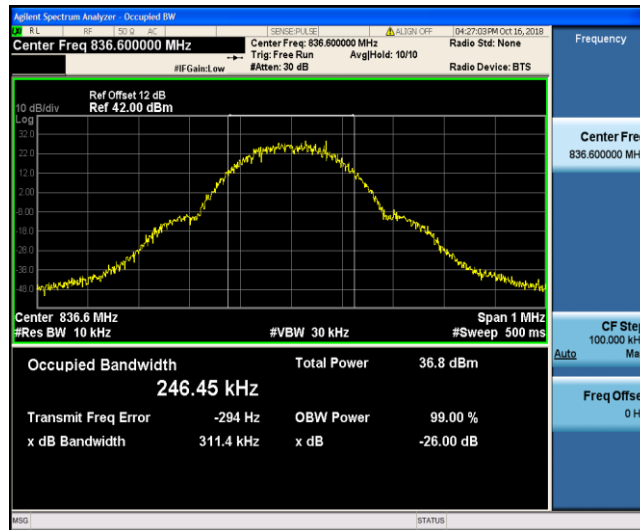 Agilent Spectrum Analyzer - Occupied BW
RL RF 50 Ω AC SENSE:PULSE ALIGN OFF 04:27:03 PM Oct 16, 2018
Center Freq 836.600000 MHz Center Freq: 836.600000 MHz Radio Std: None Frequency
Trig: Free Run Avg|Hold: 10/10
#IFGain:Low #Atten: 30 dB Radio Device: BTS
Ref Offset 12 dB
10 dB/div Ref 42.00 dBm
Log
32.0
22.0
12.0
2.00
-8.00
-18.0
-28.0
-38.0
-48.0
Center Fre
836.600000 MH
Center 836.6 MHz Span 1 MHz
#Res BW 10 kHz #VBW 30 kHz #Sweep 500 ms
CF Ste
100.000 kH
Auto Ma
Occupied Bandwidth Total Power 36.8 dBm
246.45 kHz
Transmit Freq Error -294 Hz OBW Power 99.00 %
x dB Bandwidth 311.4 kHz x dB -26.00 dB
Freq Offse
0 H
MSG STATUS